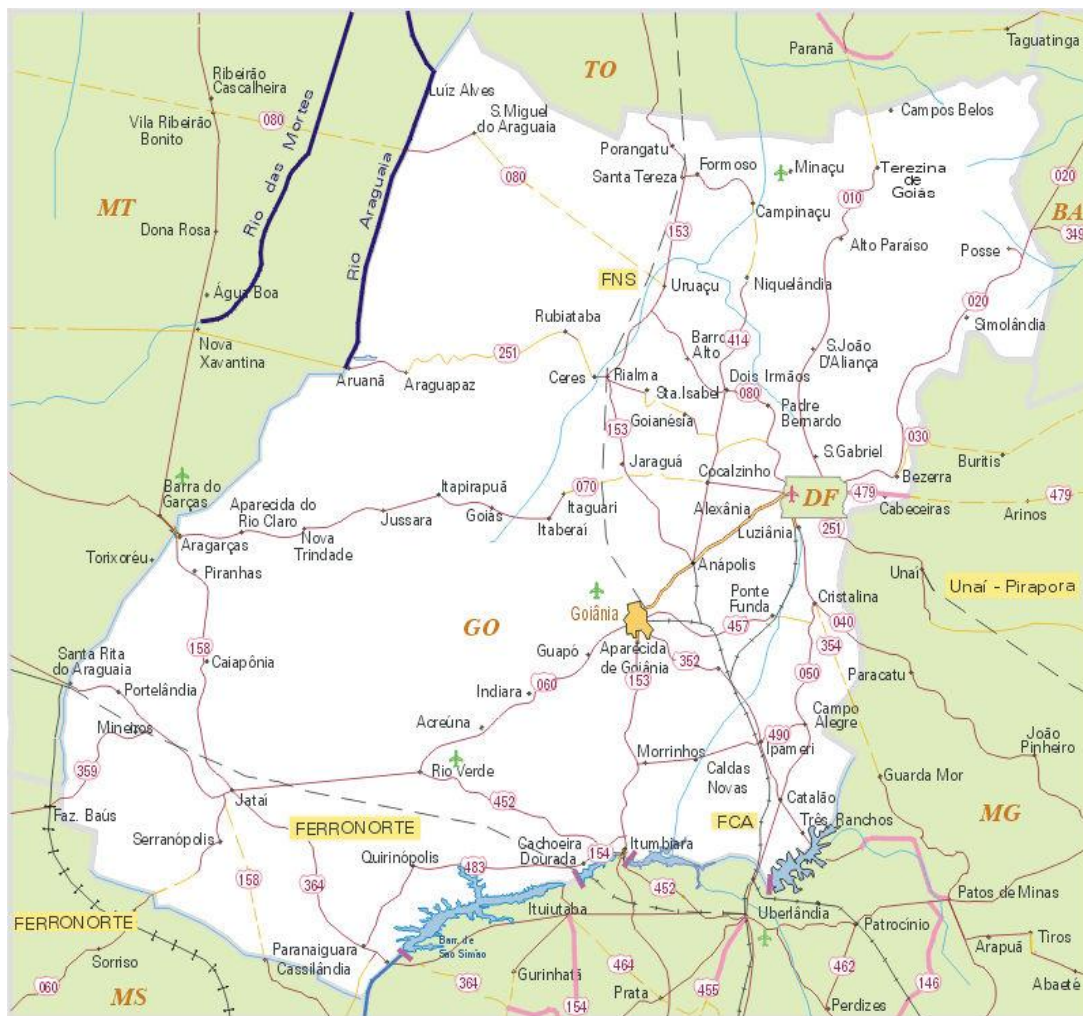 TO
Paranã
Taguatinga
Ribeirão
Cascalheira
Luíz Alves
S. Miguel
do Araguaia
Campos Belos
Vila Ribeirão
Bonito
080
Rio das Mortes
Rio Araguaia
Porangatu
Formoso
Minaçu
Terezina
de
Goiás
Santa Tereza
080
020
MT
010
Campinaçu
BA
Dona Rosa
153
Alto Paraíso
349
Posse
FNS
Água Boa
Uruaçu
Niquelândia
020
Simolândia
Nova
Xavantina
Rubiataba
Barro
Alto
414
S.João
D'Aliança
251
Aruanã
Araguapaz
Ceres
Rialma
Dois Irmãos
Sta.Isabel
080
Padre
Bernardo
Goianésia
153
030
Jaraguá
S.Gabriel
Buritis
Barra do
Garças
Cocalzinho
Bezerra
Itapirapuã
070
DF
479
479
Aparecida do
Rio Claro
Goiás
Itaguari
Alexânia
Cabeceiras
Arinos
Jussara
Itaberaí
Luziânia
251
Nova
Trindade
Aragarças
Torixoréu
Piranhas
Anápolis
Unaí
Unaí - Pirapora
Goiânia
Ponte
Funda
Cristalina
GO
457
040
158
Guapó
Aparecida
de Goiânia
352
354
Santa Rita
do Araguaia
Caiapônia
153
050
Paracatu
Portelândia
Indiara
060
Mineiros
Acreúna
Campo
Alegre
João
Pinheiro
490
Morrinhos
Ipameri
359
Rio Verde
Caldas
Novas
Guarda Mor
Jataí
452
Catalão
Faz. Baús
MG
FERRONORTE
FCA
Três Ranchos
Serranópolis
Cachoeira
Dourada
154
Itumbiara
Quirinópolis
483
158
364
452
Patos de Minas
FERRONORTE
Ituiutaba
Uberlândia
Patrocínio
Paranaiguara
Barr. de
São Simão
Tiros
Arapuá
Sorriso
Cassilândia
364
464
462
Gurinhatã
Abaeté
060
MS
455
146
Prata
154
Perdizes